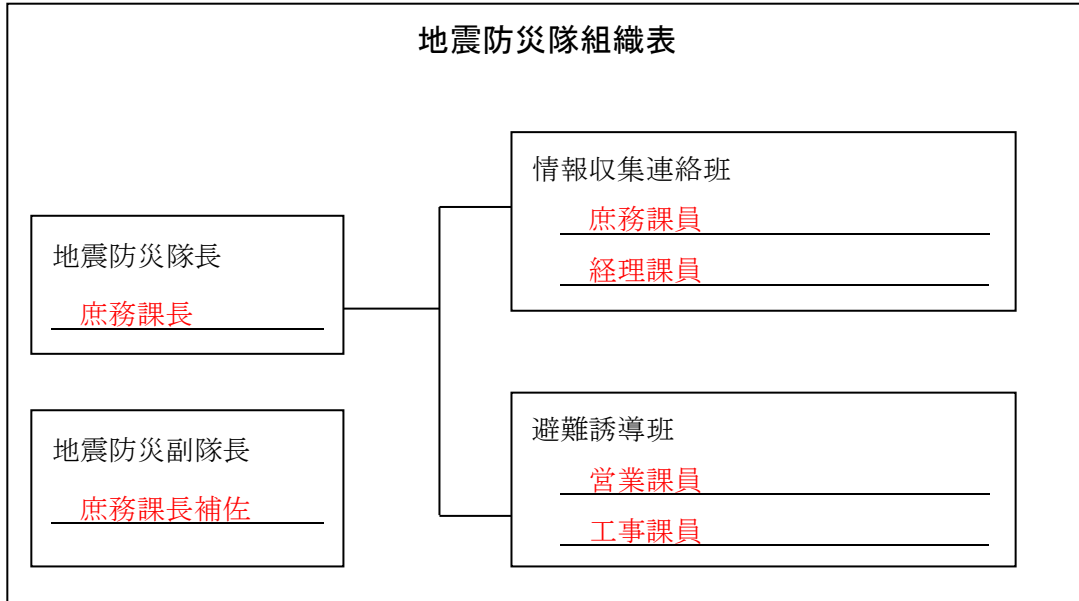 地震防災隊組織表
地震防災隊長
庶務課長
地震防災副隊長
庶務課長補佐
情報収集連絡班
庶務課員
経理課員
避難誘導班
営業課員
工事課員